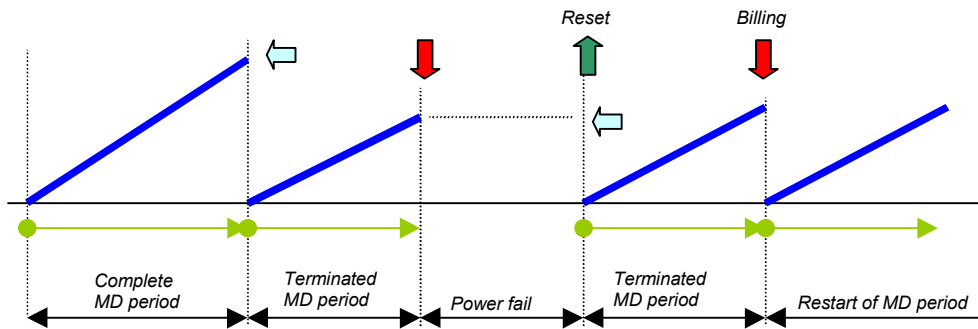 Reset
Billing
Complete
MD period
Terminated
MD period
Power fail
Terminated
MD period
Restart of MD period